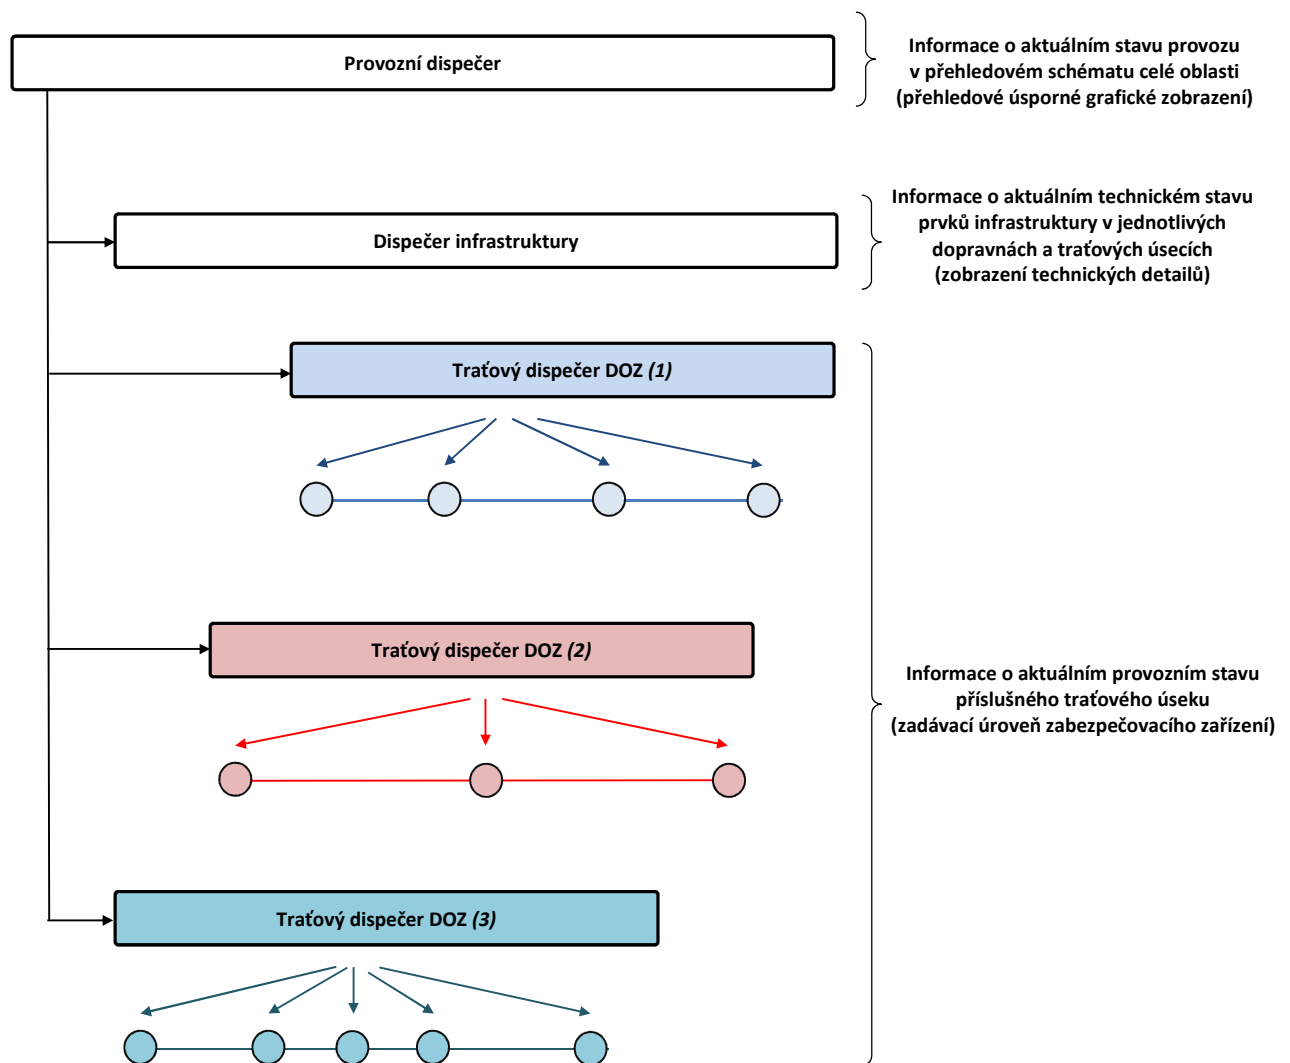 Provozní dispečer
Informace o aktuálním stavu provozu
v přehledovém schématu celé oblasti
(přehledové úsporné grafické zobrazení)
Dispečer infrastruktury
Informace o aktuálním technickém stavu
prvků infrastruktury v jednotlivých
dopravnách a traťových úsecích
(zobrazení technických detailů)
Traťový dispečer DOZ (1)
Traťový dispečer DOZ (2)
Informace o aktuálním provozním stavu
příslušného traťového úseku
(zadávací úroveň zabezpečovacího zařízení)
Traťový dispečer DOZ (3)